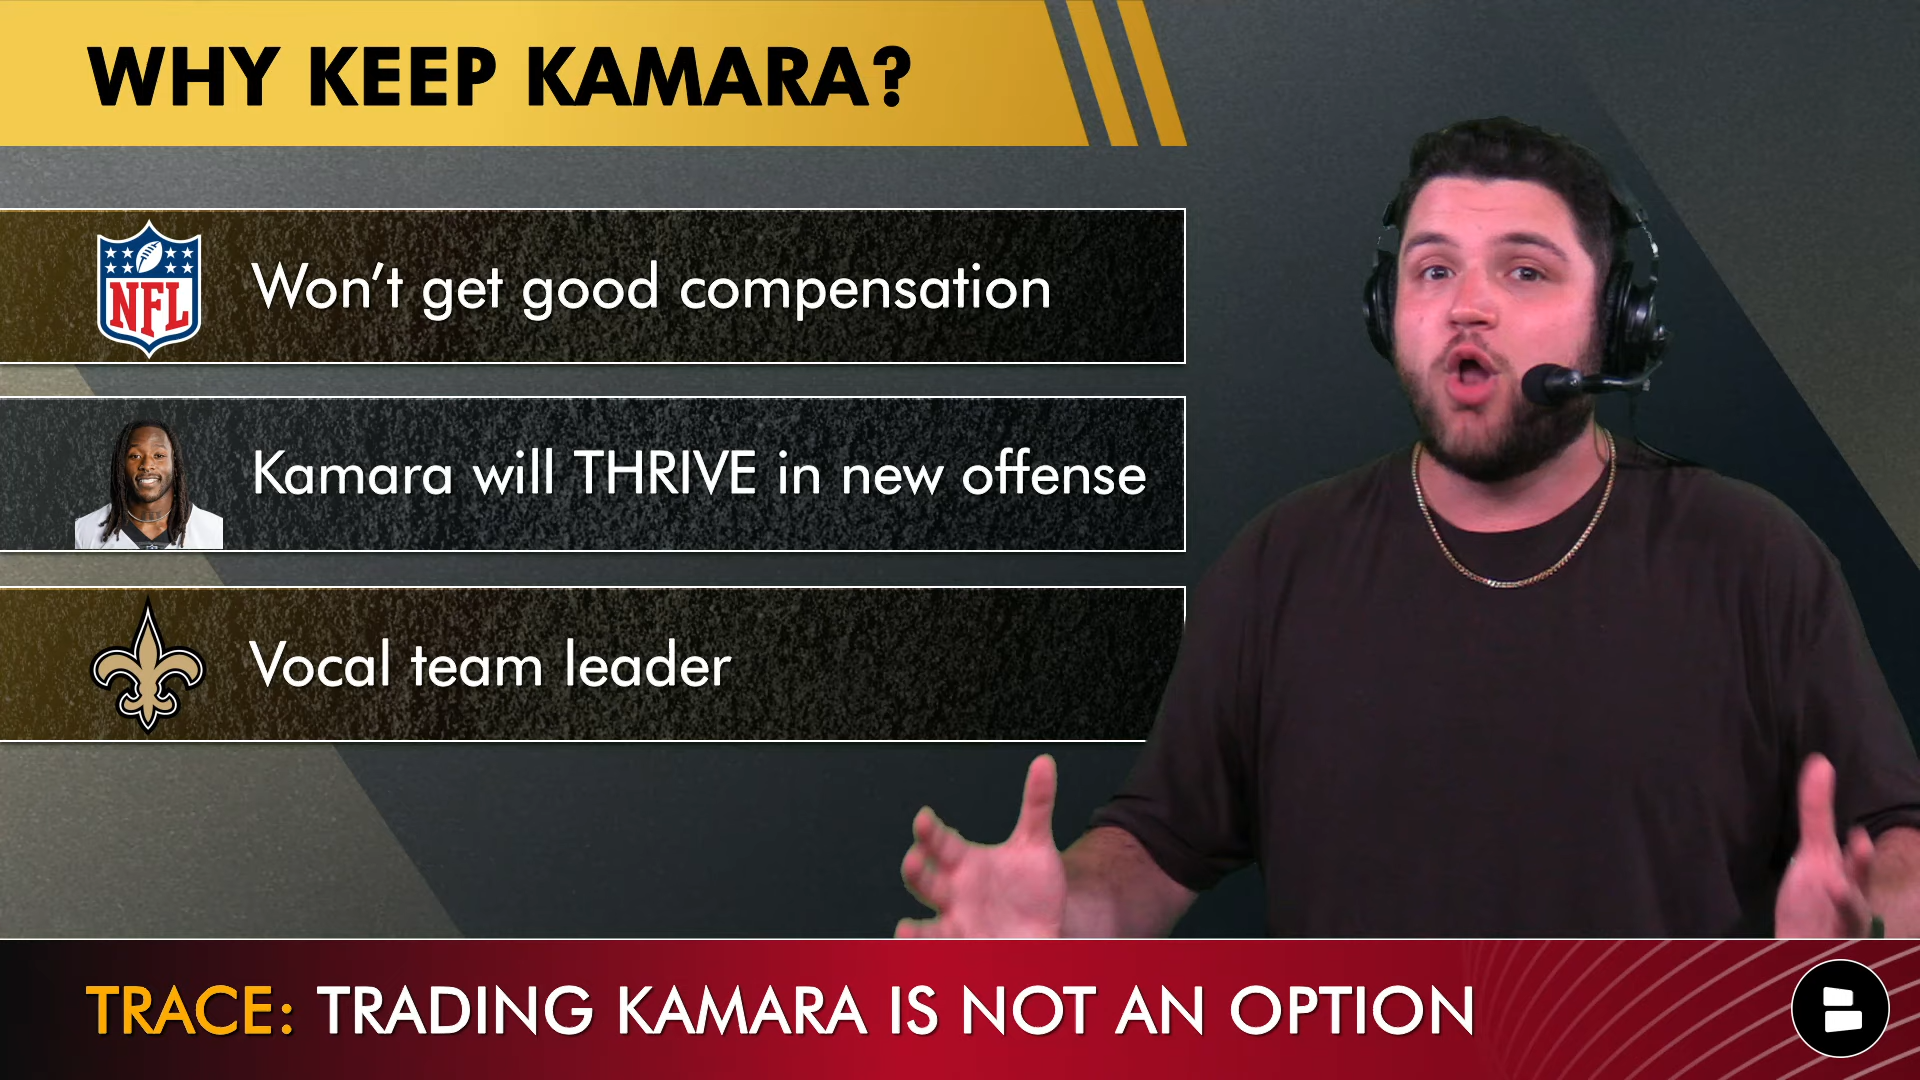 WHY KEEP KAMARA?
NFL
Won't get good compensation
Kamara will THRIVE in new offense
Vocal team leader
TRACE: TRADING KAMARA IS NOT AN OPTION